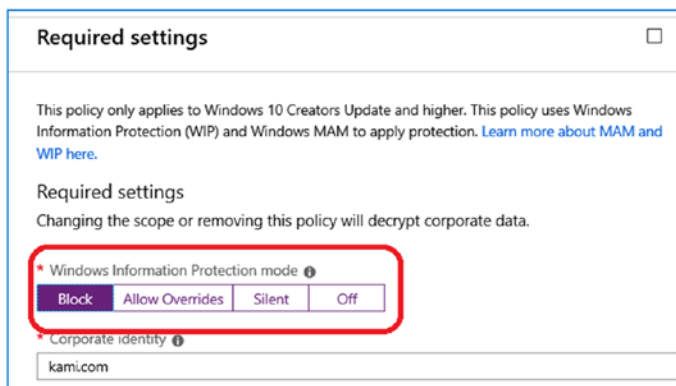 Required settings
This policy only applies to Windows 10 Creators Update and higher. This policy uses Windows
Information Protection (WIP) and Windows MAM to apply protection. Learn more about MAM and
WIP here.
Required settings
Changing the scope or removing this policy will decrypt corporate data.
* Windows Information Protection mode
Block Allow Overrides Silent Off
* Corporate identity
kami.com